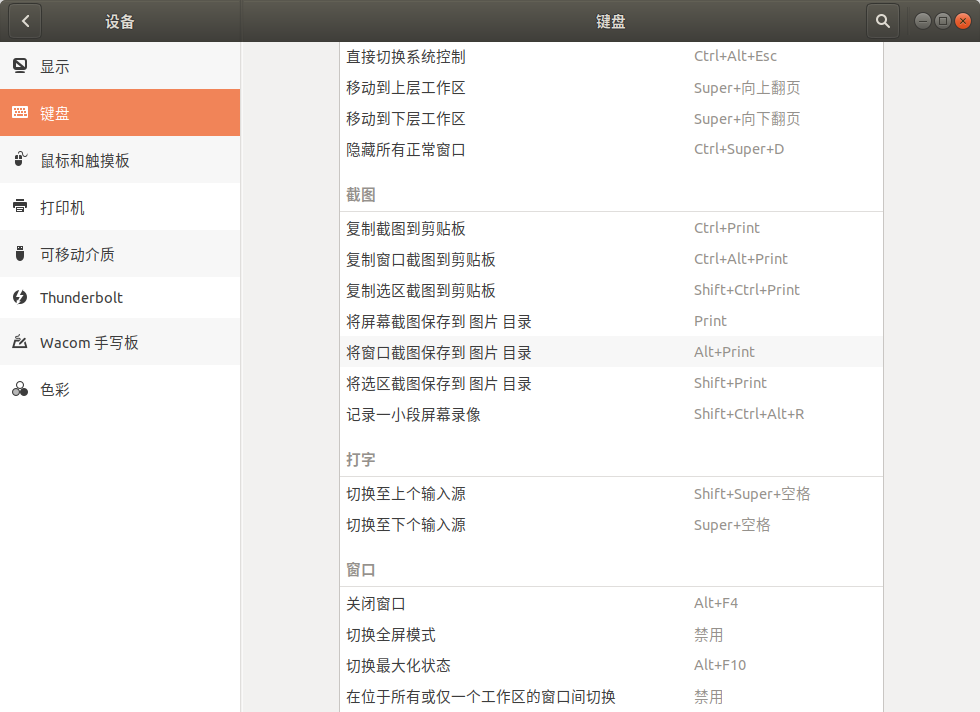 设备
键盘
显示
键盘
鼠标和触摸板
打印机
可移动介质
Thunderbolt
Wacom 手写板
色彩
直接切换系统控制 Ctrl+Alt+Esc
移动到上层工作区 Super+向上翻页
移动到下层工作区 Super+向下翻页
隐藏所有正常窗口 Ctrl+Super+D
截图
复制截图到剪贴板 Ctrl+Print
复制窗口截图到剪贴板 Ctrl+Alt+Print
复制选区截图到剪贴板 Shift+Ctrl+Print
将屏幕截图保存到 图片 目录 Print
将窗口截图保存到 图片 目录 Alt+Print
将选区截图保存到 图片 目录 Shift+Print
记录一小段屏幕录像 Shift+Ctrl+Alt+R
打字
切换至上个输入源 Shift+Super+空格
切换至下个输入源 Super+空格
窗口
关闭窗口 Alt+F4
切换全屏模式 禁用
切换最大化状态 Alt+F10
在位于所有或仅一个工作区的窗口间切换 禁用